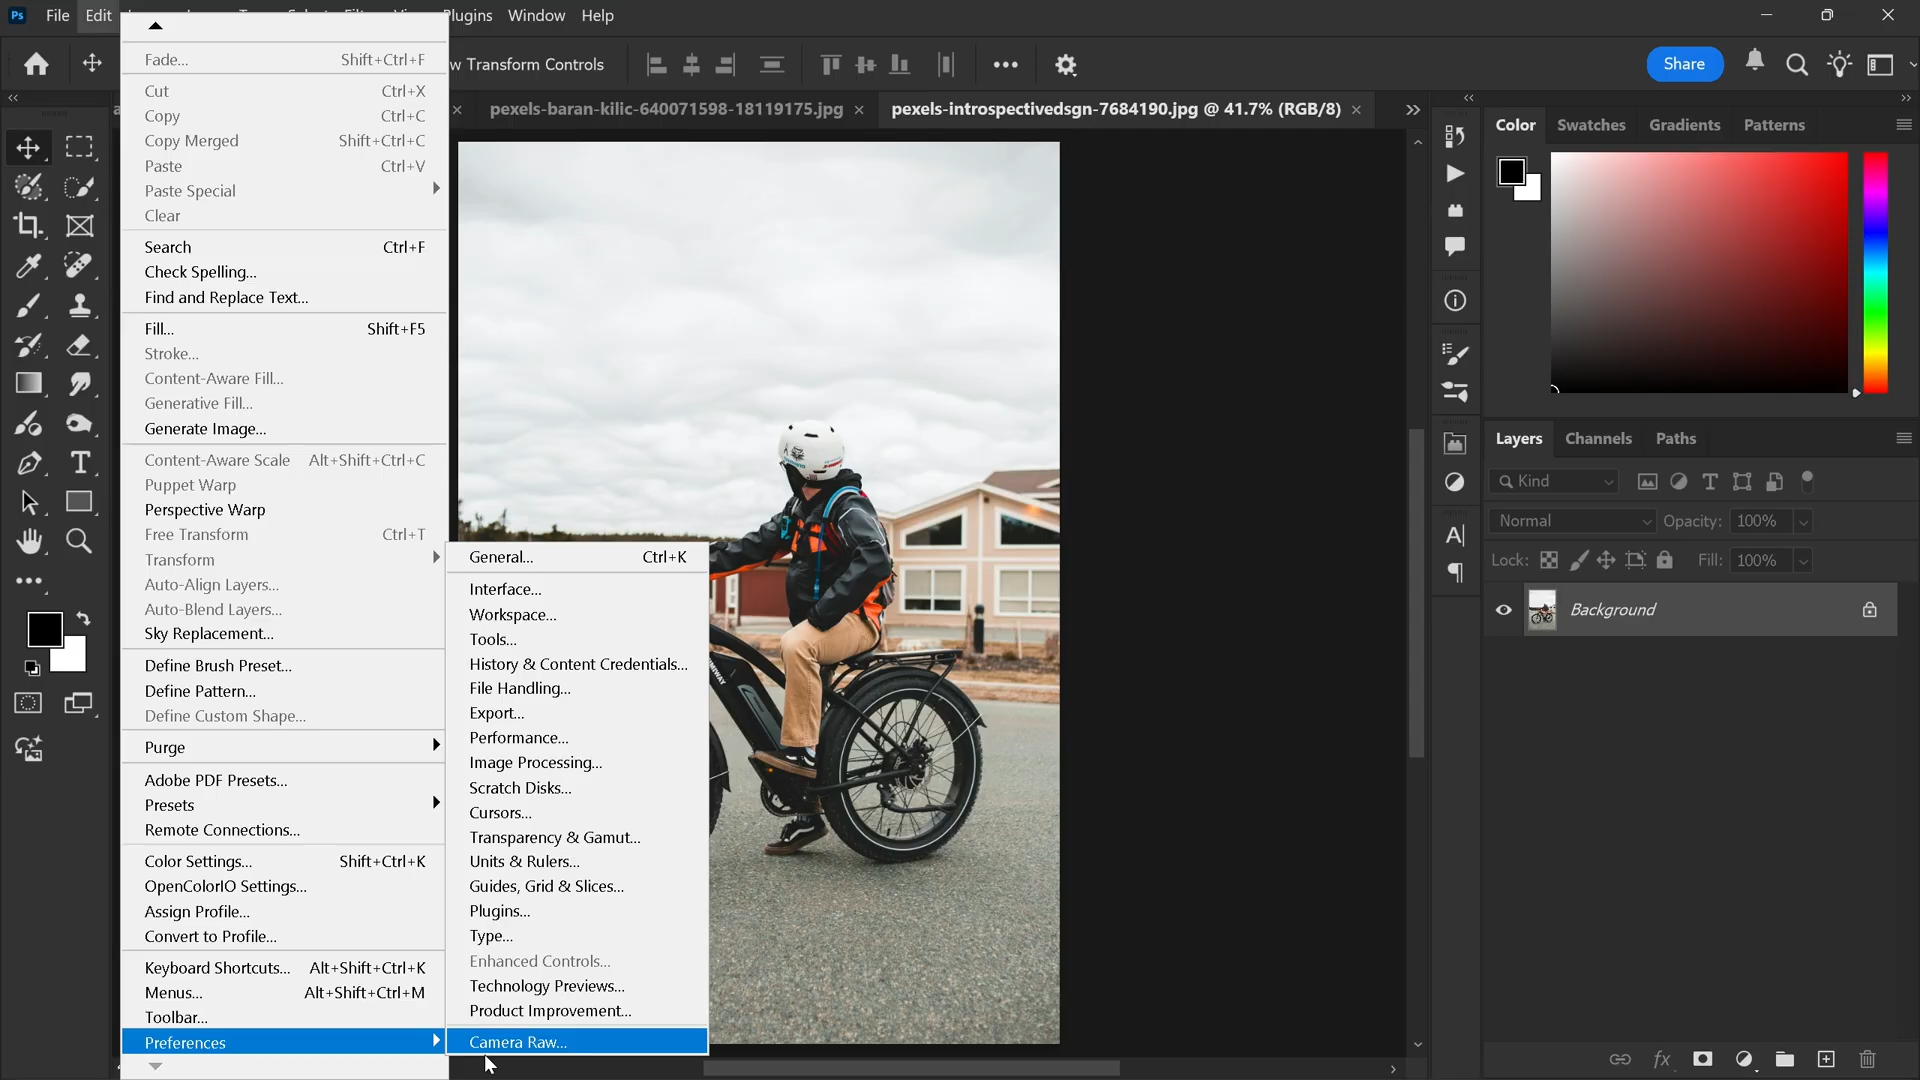 Ps File Edit Plugins Window Help
Transform Controls
Share
pexels-baran-kilic-640071598-18119175.jpg
pexels-introspectivedsgn-7684190.jpg @ 41.7% (RGB/8)
Fade... Shift+Ctrl+F
Cut Ctrl+X
Copy Ctrl+C
Copy Merged Shift+Ctrl+C
Paste Ctrl+V
Paste Special
Clear
Search Ctrl+F
Check Spelling...
Find and Replace Text...
Fill... Shift+F5
Stroke...
Content-Aware Fill...
Generative Fill...
Generate Image...
Content-Aware Scale Alt+Shift+Ctrl+C
Puppet Warp
Perspective Warp
Free Transform Ctrl+T
Transform
Auto-Align Layers...
Auto-Blend Layers...
Sky Replacement...
Define Brush Preset...
Define Pattern...
Define Custom Shape...
Purge
Adobe PDF Presets...
Presets
Remote Connections...
Color Settings... Shift+Ctrl+K
OpenColorIO Settings...
Assign Profile...
Convert to Profile...
Keyboard Shortcuts... Alt+Shift+Ctrl+K
Menus... Alt+Shift+Ctrl+M
Toolbar...
Preferences
General... Ctrl+K
Interface...
Workspace...
Tools...
History & Content Credentials...
File Handling...
Export...
Performance...
Image Processing...
Scratch Disks...
Cursors...
Transparency & Gamut...
Units & Rulers...
Guides, Grid & Slices...
Plugins...
Type...
Enhanced Controls...
Technology Previews...
Product Improvement...
Camera Raw...
Color Swatches Gradients Patterns
Layers Channels Paths
Kind
Normal Opacity: 100%
Lock: Fill: 100%
Background